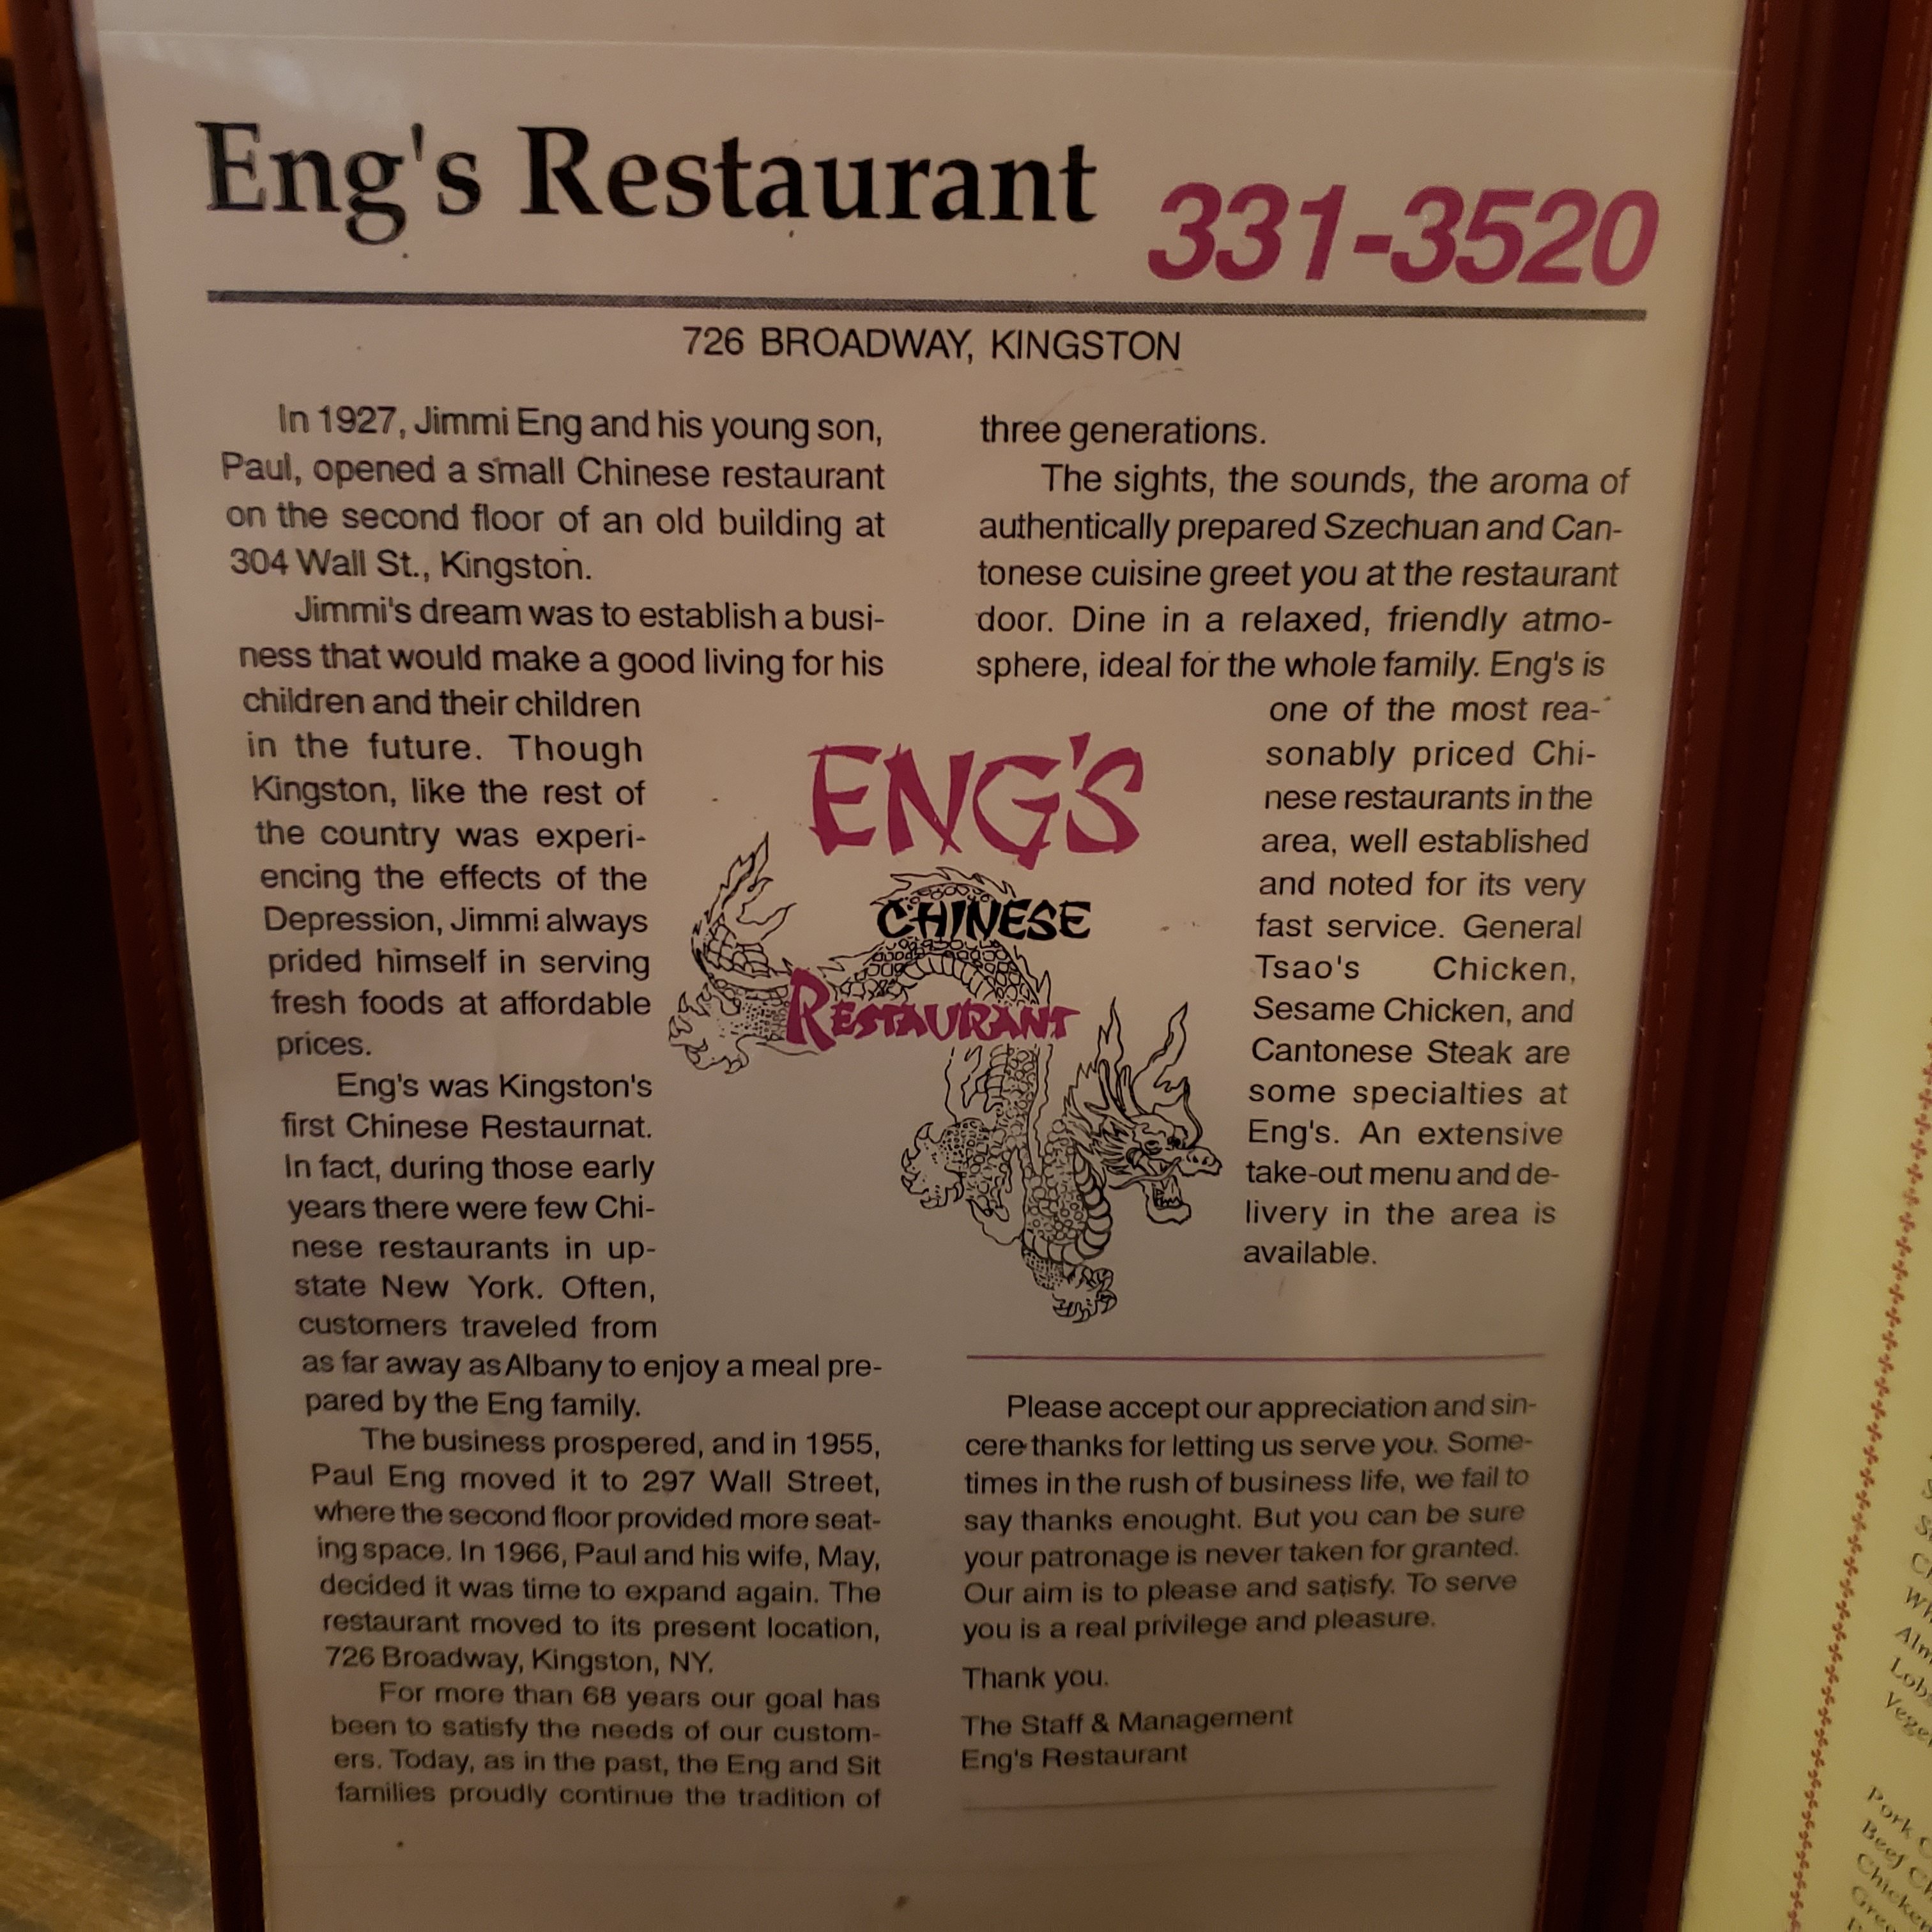 Eng's Restaurant 331-3520
726 BROADWAY, KINGSTON
In 1927, Jimmi Eng and his young son,
Paul, opened a small Chinese restaurant
on the second floor of an old building at
304 Wall St., Kingston.
Jimmi's dream was to establish a busi-
ness that would make a good living for his
children and their children
in the future. Though
Kingston, like the rest of
the country was experi-
encing the effects of the
Depression, Jimmi always
prided himself in serving
fresh foods at affordable
prices.
Eng's was Kingston's
first Chinese Restaurnat.
In fact, during those early
years there were few Chi-
nese restaurants in up-
state New York. Often,
customers traveled from
as far away as Albany to enjoy a meal pre-
pared by the Eng family.
The business prospered, and in 1955,
Paul Eng moved it to 297 Wall Street,
where the second floor provided more seat-
ing space. In 1966, Paul and his wife, May,
decided it was time to expand again. The
restaurant moved to its present location,
726 Broadway, Kingston, NY.
For more than 68 years our goal has
been to satisfy the needs of our custom-
ers. Today, as in the past, the Eng and Sit
families proudly continue the tradition of
ENG'S
CHINESE
RESTAURANT
three generations.
The sights, the sounds, the aroma of
authentically prepared Szechuan and Can-
tonese cuisine greet you at the restaurant
door. Dine in a relaxed, friendly atmo-
sphere, ideal for the whole family. Eng's is
one of the most rea-
sonably priced Chi-
nese restaurants in the
area, well established
and noted for its very
fast service. General
Tsao's Chicken,
Sesame Chicken, and
Cantonese Steak are
some specialties at
Eng's. An extensive
take-out menu and de-
livery in the area is
available.
Please accept our appreciation and sin-
cere thanks for letting us serve you. Some-
times in the rush of business life, we fail to
say thanks enought. But you can be sure
your patronage is never taken for granted.
Our aim is to please and satisfy. To serve
you is a real privilege and pleasure.
Thank you.
The Staff & Management
Eng's Restaurant
Pork
Beef
Chicken